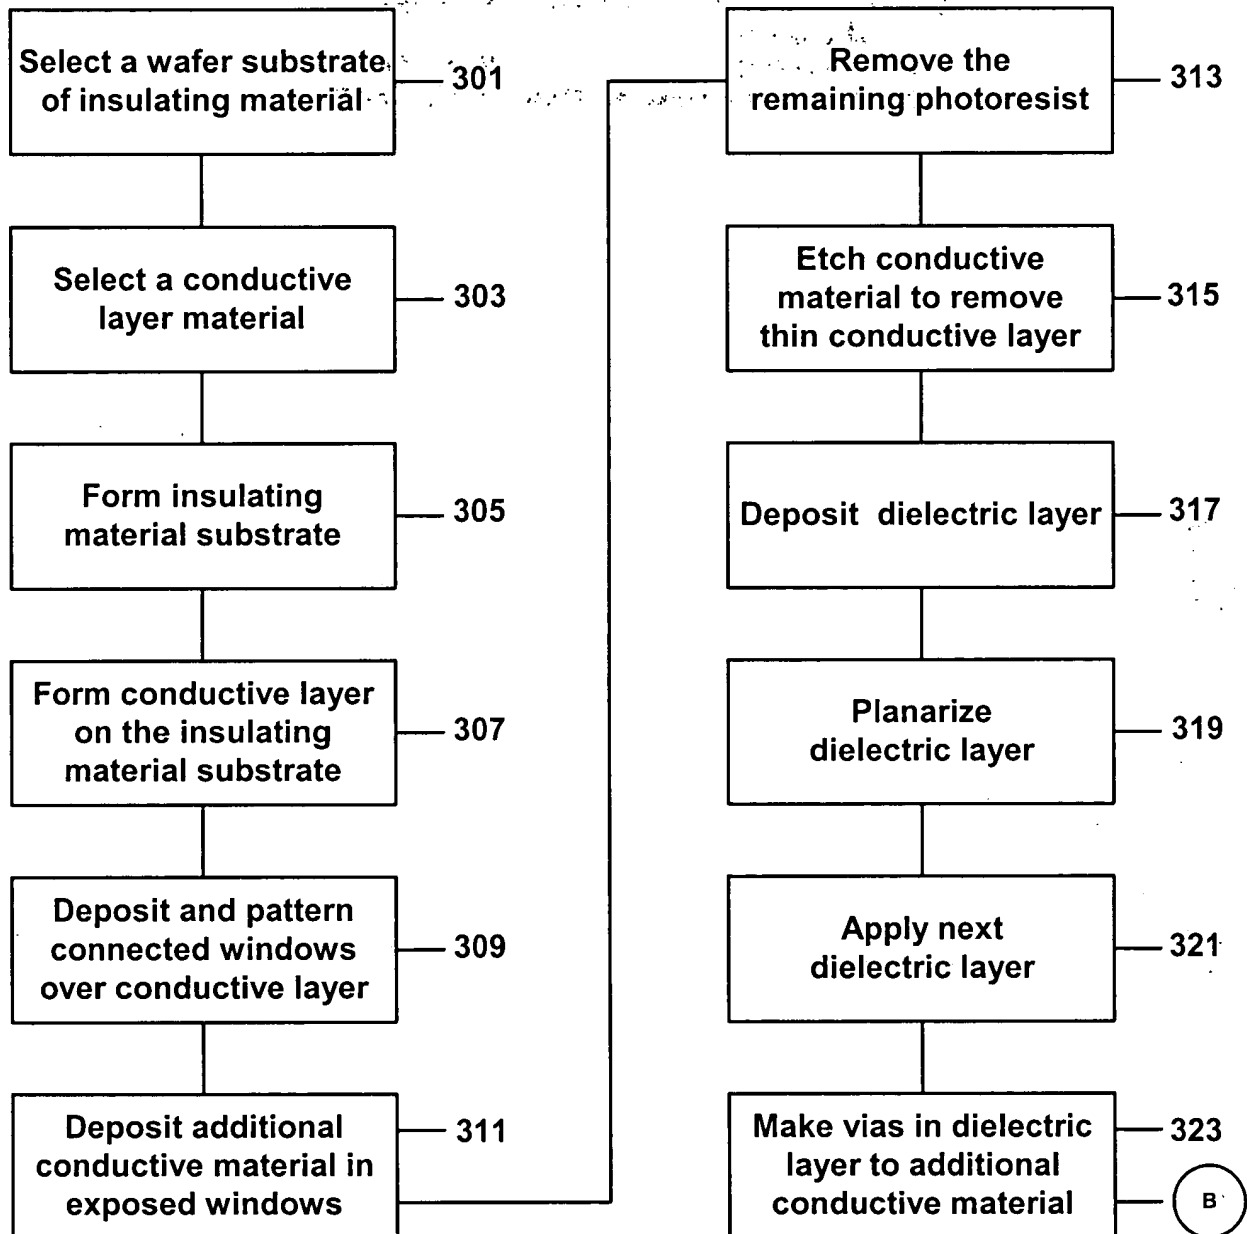 Select a wafer substrate
of insulating material
301
Select a conductive
layer material
303
Form insulating
material substrate
305
Form conductive layer
on the insulating
material substrate
307
Deposit and pattern
connected windows
over conductive layer
309
Deposit additional
conductive material in
exposed windows
311
Remove the
remaining photoresist
313
Etch conductive
material to remove
thin conductive layer
315
Deposit dielectric layer
317
Planarize
dielectric layer
319
Apply next
dielectric layer
321
Make vias in dielectric
layer to additional
conductive material
323
B